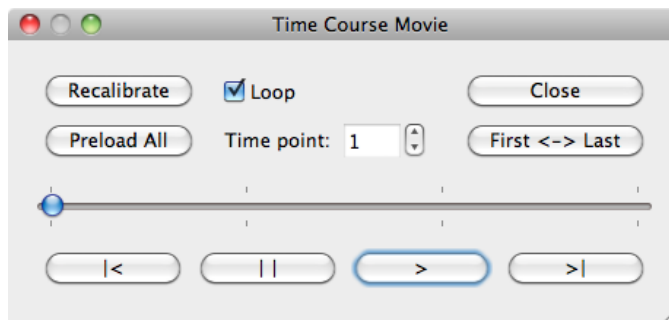 Time Course Movie
Recalibrate Loop Close
Preload All Time point: 1 First <-> Last
|< || > >|